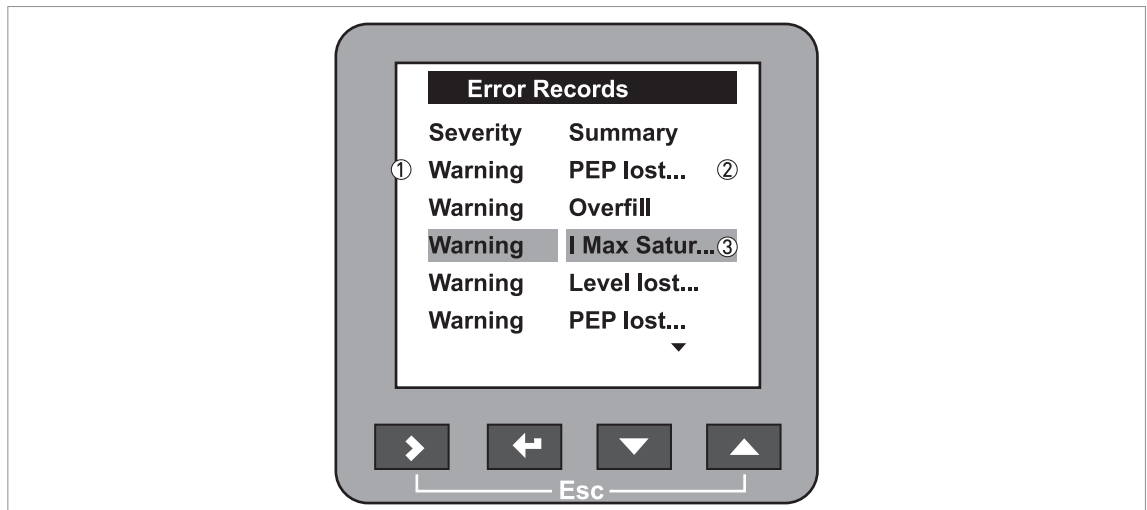 Error Records
Severity Summary
① Warning PEP lost... ②
Warning Overfill
Warning I Max Satur... ③
Warning Level lost...
Warning PEP lost...
Esc